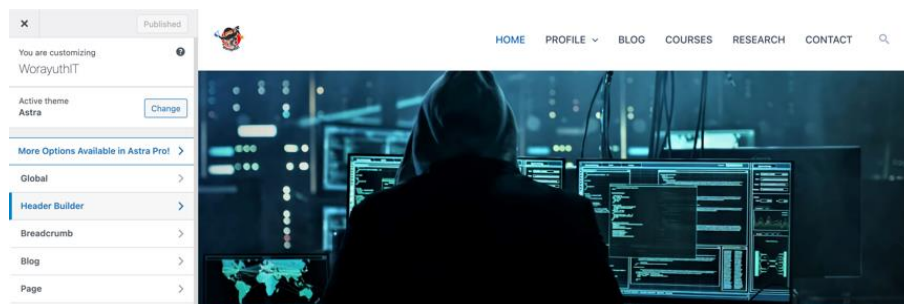 Published
You are customizing
WorayuthIT
Active theme
Astra
Change
More Options Available in Astra Pro!
Global
Header Builder
Breadcrumb
Blog
Page
HOME PROFILE BLOG COURSES RESEARCH CONTACT